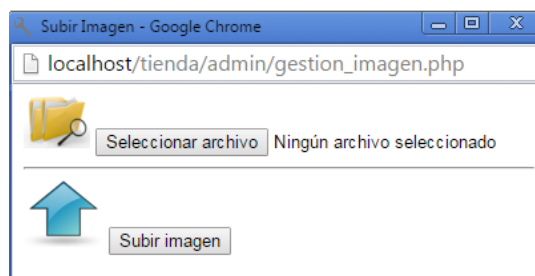 Subir Imagen - Google Chrome
localhost/tienda/admin/gestion_imagen.php
Seleccionar archivo Ningún archivo seleccionado
Subir imagen